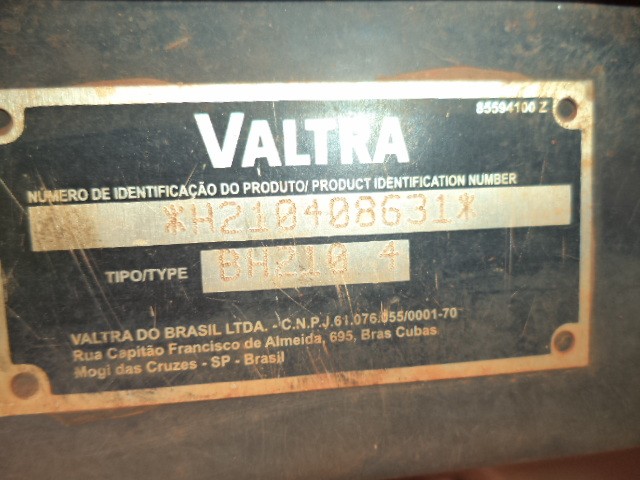 85594100 Z
VALTRA
NÚMERO DE IDENTIFICAÇÃO DO PRODUTO/ PRODUCT IDENTIFICATION NUMBER
*H210408631*
TIPO/TYPE BH210 4
VALTRA DO BRASIL LTDA. - C.N.P.J.61.076.055/0001-70
Rua Capitão Francisco de Almeida, 695, Bras Cubas
Mogi das Cruzes - SP - Brasil